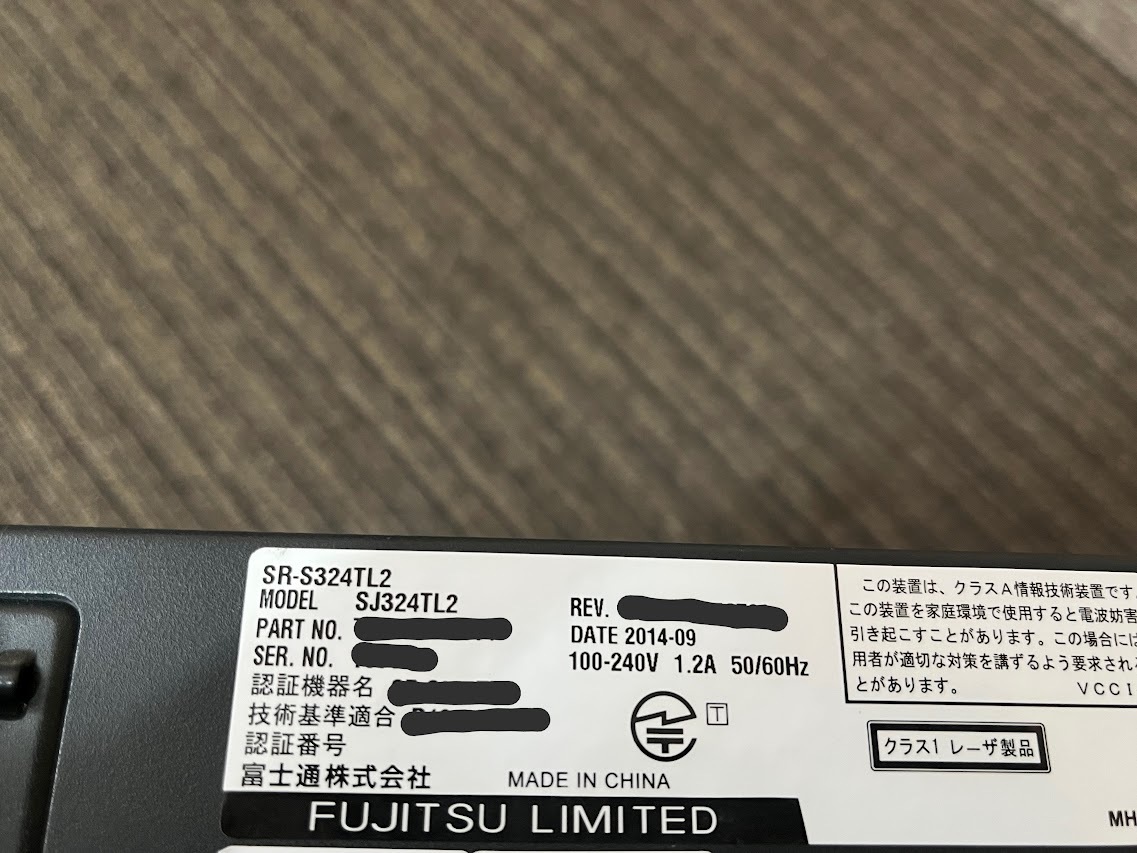 SR-S324TL2
MODEL SJ324TL2
PART NO.
SER. NO.
認証機器名
技術基準適合
認証番号
富士通株式会社
REV.
DATE 2014-09
100-240V 1.2A 50/60Hz
T
MADE IN CHINA
FUJITSU LIMITED
この装置は、クラスA情報技術装置です
この装置を家庭環境で使用すると電波妨害
引き起こすことがあります。この場合には
用者が適切な対策を講ずるよう要求され
とがあります。 VCCI
クラス1 レーザ製品
MH